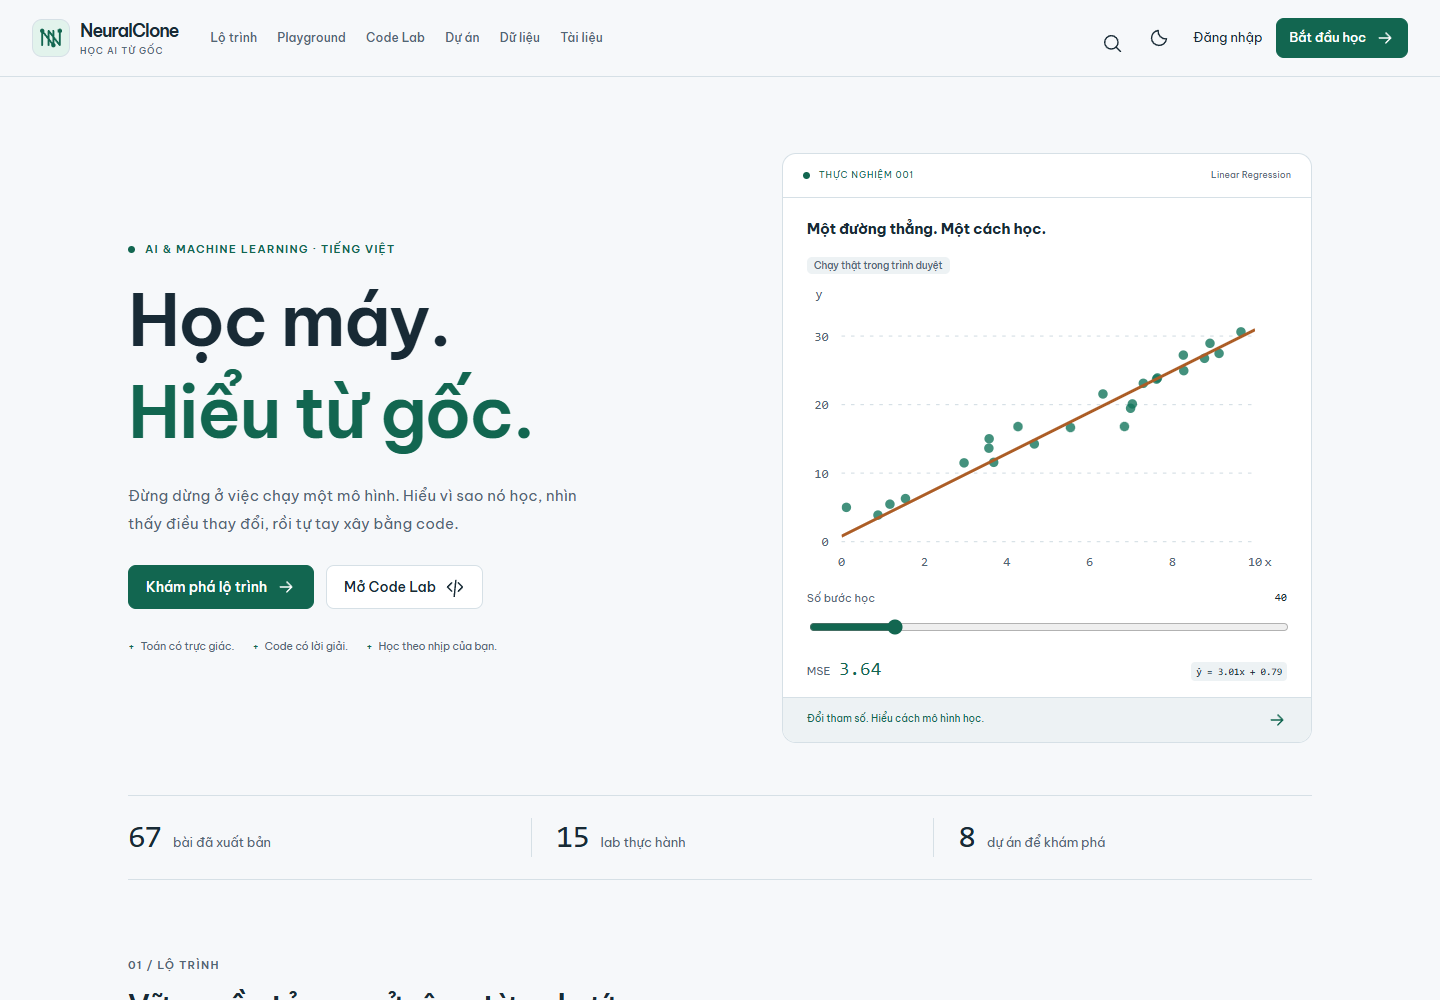 NeuralClone
HỌC AI TỪ GỐC
Lộ trình
Playground
Code Lab
Dự án
Dữ liệu
Tài liệu
Đăng nhập
Bắt đầu học
AI & MACHINE LEARNING · TIẾNG VIỆT
Học máy.
Hiểu từ gốc.
Đừng dừng ở việc chạy một mô hình. Hiểu vì sao nó học, nhìn
thấy điều thay đổi, rồi tự tay xây bằng code.
Khám phá lộ trình
Mở Code Lab
+ Toán có trực giác.
+ Code có lời giải.
+ Học theo nhịp của bạn.
THỰC NGHIỆM 001
Linear Regression
Một đường thẳng. Một cách học.
Chạy thật trong trình duyệt
y
30
20
10
0
0 2 4 6 8 10 x
Số bước học
40
MSE 3.64
ŷ = 3.01x + 0.79
Đổi tham số. Hiểu cách mô hình học.
67 bài đã xuất bản
15 lab thực hành
8 dự án để khám phá
01 / LỘ TRÌNH